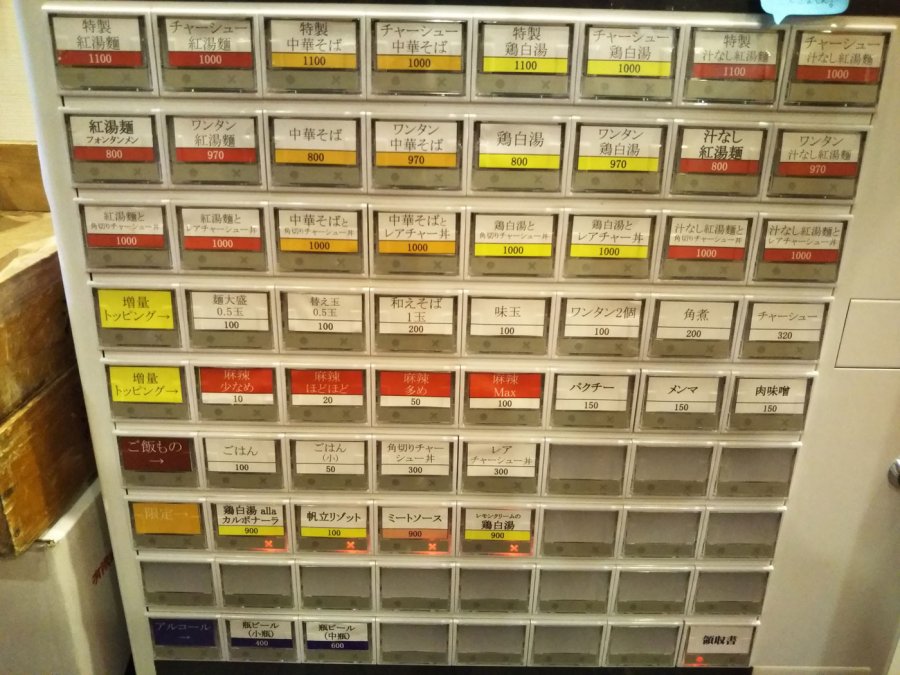 特製
紅湯麺
1100
チャーシュー
紅湯麺
1000
特製
中華そば
1100
チャーシュー
中華そば
1000
特製
鶏白湯
1100
チャーシュー
鶏白湯
1000
特製
汁なし紅湯麺
1100
チャーシュー
汁なし紅湯麺
1000
紅湯麺
フォンタンメン
800
ワンタン
紅湯麺
970
中華そば
800
ワンタン
中華そば
970
鶏白湯
800
ワンタン
鶏白湯
970
汁なし
紅湯麺
800
ワンタン
汁なし紅湯麺
970
紅湯麺と
角切りチャーシュー丼
1000
紅湯麺と
レアチャーシュー丼
1000
中華そばと
角切りチャーシュー丼
1000
中華そばと
レアチャー丼
1000
鶏白湯と
角切りチャーシュー丼
1000
鶏白湯と
レアチャー丼
1000
汁なし紅湯麺と
角切りチャーシュー丼
1000
汁なし紅湯麺と
レアチャーシュー丼
1000
増量
トッピング→
麺大盛
0.5玉
100
替え玉
0.5玉
100
和えそば
1玉
200
味玉
100
ワンタン2個
100
角煮
200
チャーシュー
320
増量
トッピング→
麻辣
少なめ
10
麻辣
ほどほど
20
麻辣
多め
50
麻辣
Max
100
パクチー
150
メンマ
150
肉味噌
150
ご飯もの
→
ごはん
100
ごはん
(小)
50
角切りチャー
シュー丼
300
レア
チャーシュー丼
300
限定→
鶏白湯 alla
カルボナーラ
900
帆立リゾット
100
ミートソース
900
レモンクリームの
鶏白湯
900
アルコール
→
瓶ビール
(小瓶)
400
瓶ビール
(中瓶)
600
領収書